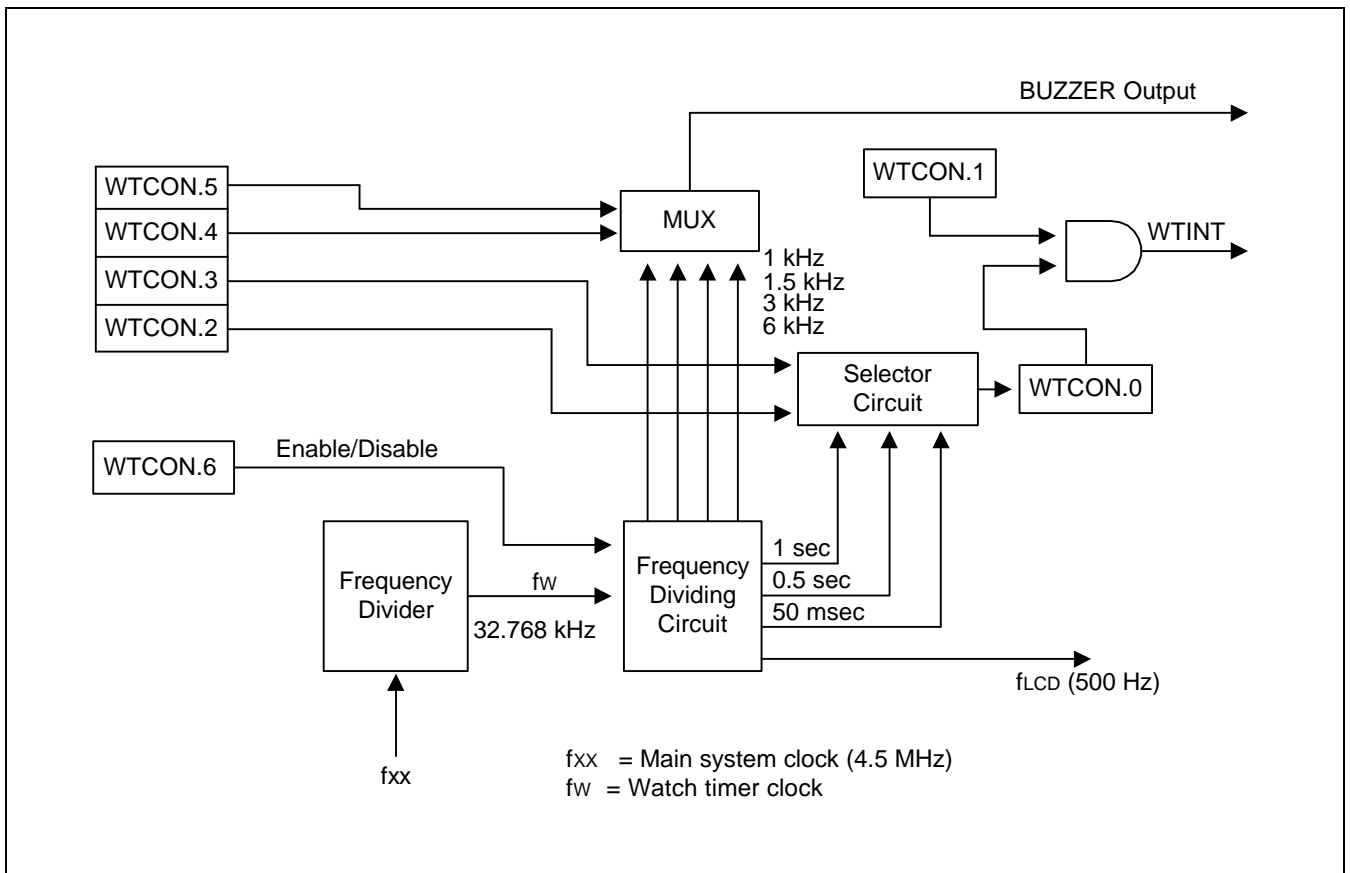 BUZZER Output
WTCON.5
WTCON.4
WTCON.3
WTCON.2
MUX
WTCON.1
WTINT
1 kHz
1.5 kHz
3 kHz
6 kHz
Selector
Circuit
WTCON.0
WTCON.6
Enable/Disable
Frequency
Divider
fW
32.768 kHz
Frequency
Dividing
Circuit
1 sec
0.5 sec
50 msec
fLCD (500 Hz)
fxx
fXX = Main system clock (4.5 MHz)
fW = Watch timer clock